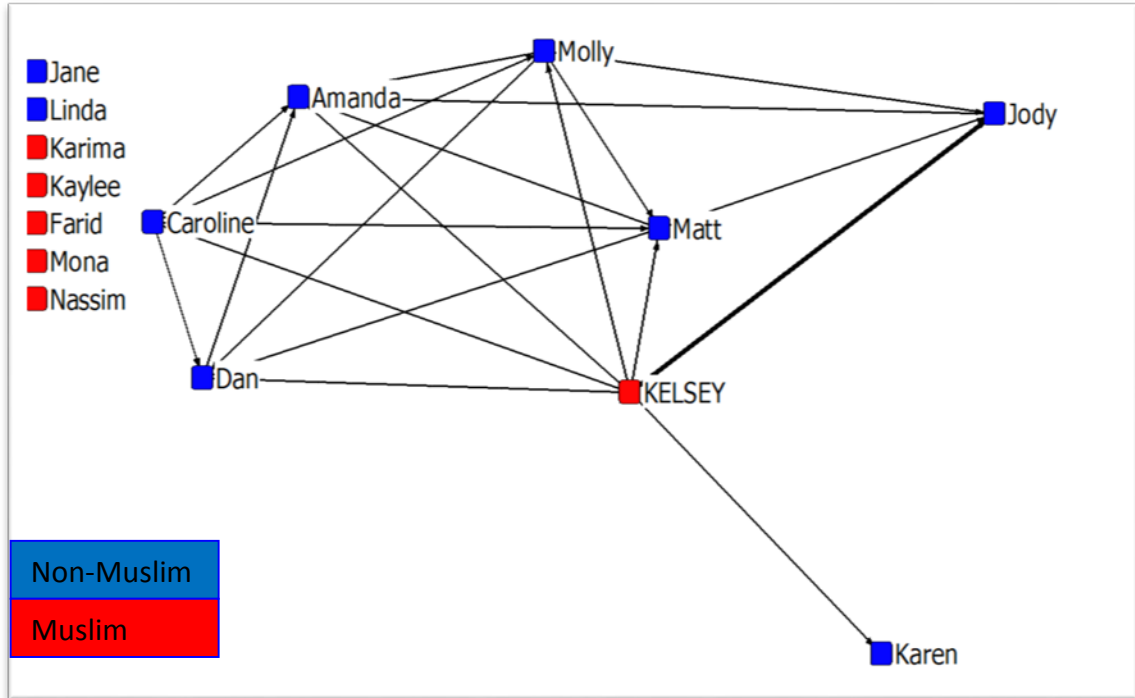 Jane
Linda
Karima
Kaylee
Farid
Mona
Nassim
Molly
Amanda
Jody
Caroline
Matt
Dan
KELSEY
Karen
Non-Muslim
Muslim